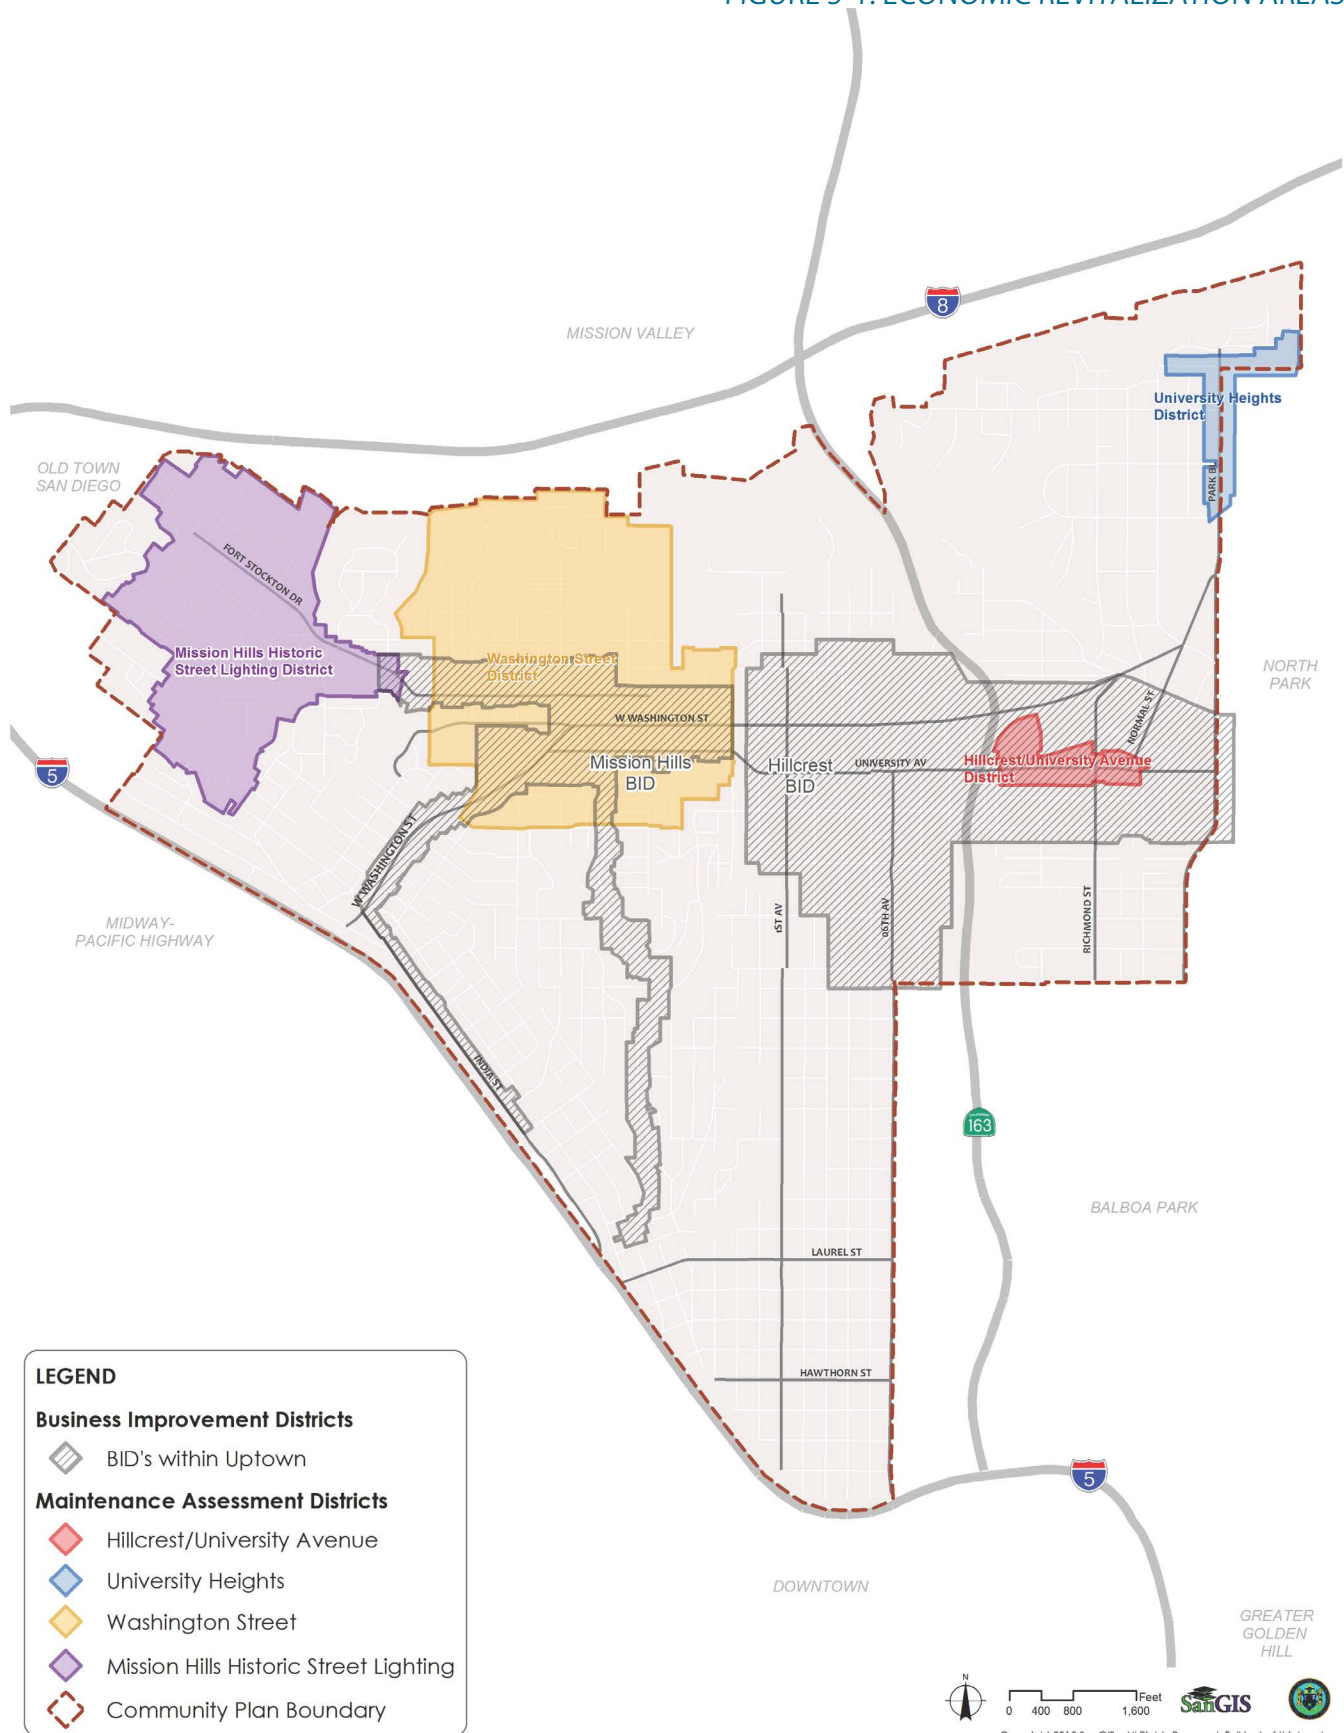 FIGURE 5-1: ECONOMIC REVITALIZATION AREAS
8
MISSION VALLEY
University Heights
District
OLD TOWN
SAN DIEGO
PARK BL
FORT STOCKTON DR
Mission Hills Historic
Street Lighting District
Washington Street
District
NORTH
PARK
NORMAL ST
W WASHINGTON ST
5
Mission Hills
BID
Hillcrest
BID
UNIVERSITY AV
Hillcrest/University Avenue
District
W WASHINGTON ST
MIDWAY-
PACIFIC HIGHWAY
1ST AV
06TH AV
RICHMOND ST
INDIA ST
CALIFORNIA
163
BALBOA PARK
LAUREL ST
HAWTHORN ST
LEGEND
Business Improvement Districts
BID's within Uptown
Maintenance Assessment Districts
Hillcrest/University Avenue
University Heights
Washington Street
Mission Hills Historic Street Lighting
Community Plan Boundary
5
DOWNTOWN
GREATER
GOLDEN
HILL
N
0 400 800 1,600 Feet
SanGIS